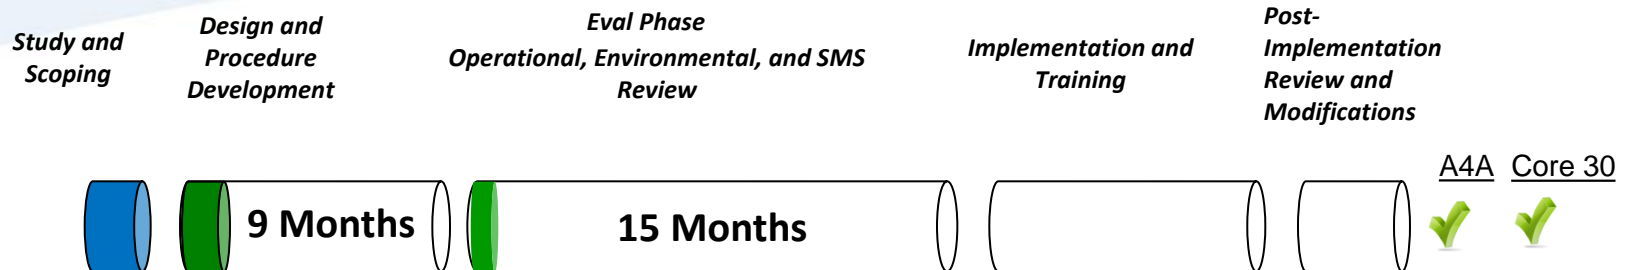 Study and
Scoping
Design and
Procedure
Development
Eval Phase
Operational, Environmental, and SMS
Review
Implementation and
Training
Post-
Implementation
Review and
Modifications
A4A Core 30
9 Months
15 Months